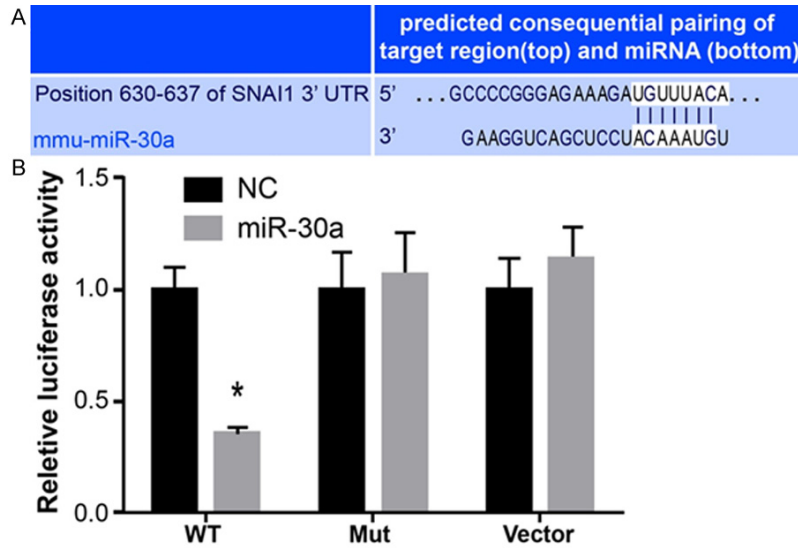 A
predicted consequential pairing of
target region(top) and miRNA (bottom)
Position 630-637 of SNAI1 3' UTR 5' ...GCCCCGGGAGAAAGAUGUUUACA...
mmu-miR-30a 3' GAAGGUCAGCUCCUACAAAUGU
B
Reletive luciferase activity
1.5
1.0
0.5
0.0
NC
miR-30a
*
WT Mut Vector